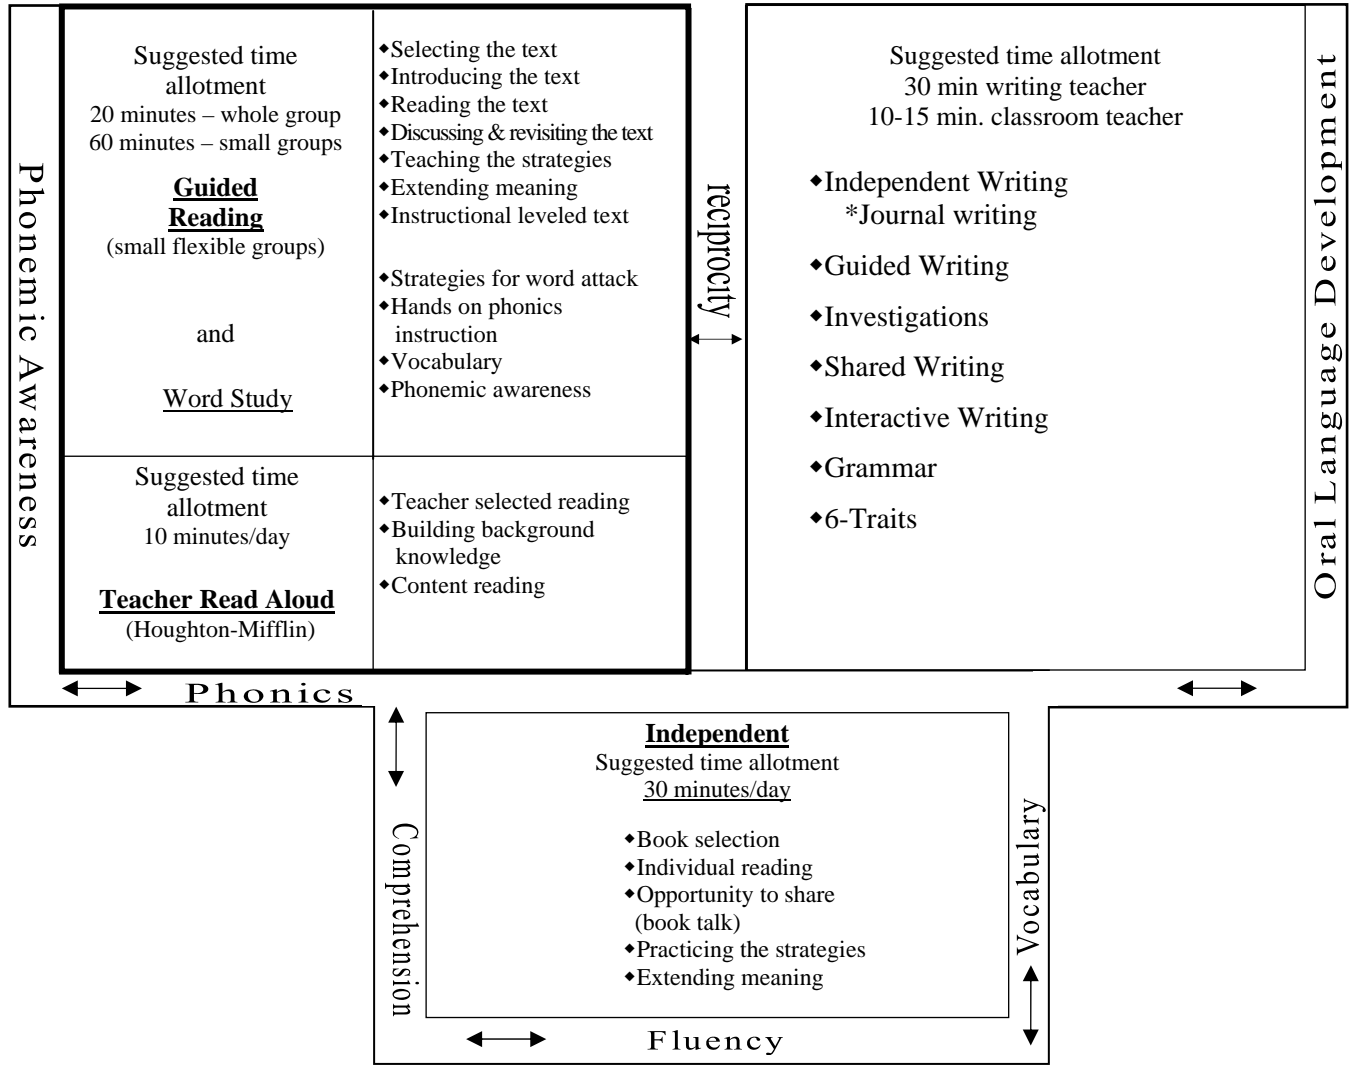 Phonemic Awareness
Suggested time
allotment
20 minutes – whole group
60 minutes – small groups
Guided
Reading
(small flexible groups)
and
Word Study
◆Selecting the text
◆Introducing the text
◆Reading the text
◆Discussing & revisiting the text
◆Teaching the strategies
◆Extending meaning
◆Instructional leveled text
◆Strategies for word attack
◆Hands on phonics
instruction
◆Vocabulary
◆Phonemic awareness
Suggested time
allotment
10 minutes/day
Teacher Read Aloud
(Houghton-Mifflin)
◆Teacher selected reading
◆Building background
knowledge
◆Content reading
reciprocity
Suggested time allotment
30 min writing teacher
10-15 min. classroom teacher
◆Independent Writing
*Journal writing
◆Guided Writing
◆Investigations
◆Shared Writing
◆Interactive Writing
◆Grammar
◆6-Traits
Oral Language Development
Phonics
Comprehension
Independent
Suggested time allotment
30 minutes/day
◆Book selection
◆Individual reading
◆Opportunity to share
(book talk)
◆Practicing the strategies
◆Extending meaning
Vocabulary
Fluency